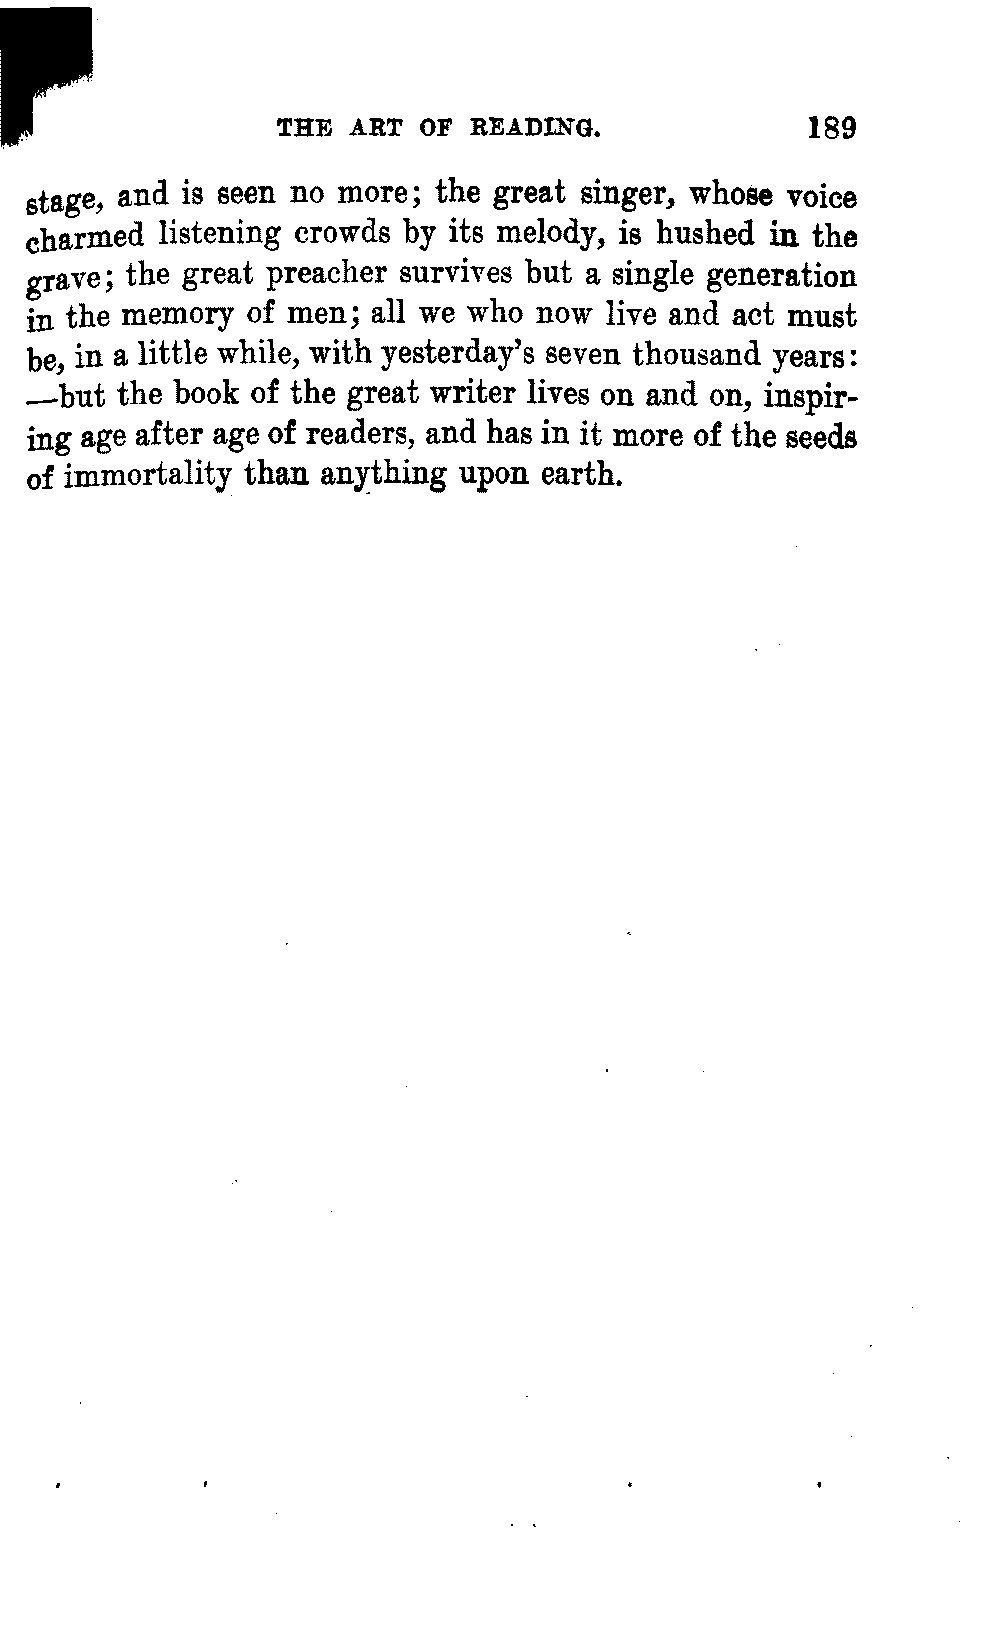 THE ART OF READING. 189
stage, and is seen no more; the great singer, whose voice
charmed listening crowds by its melody, is hushed in the
grave; the great preacher survives but a single generation
in the memory of men; all we who now live and act must
be, in a little while, with yesterday's seven thousand years:
—but the book of the great writer lives on and on, inspir-
ing age after age of readers, and has in it more of the seeds
of immortality than anything upon earth.